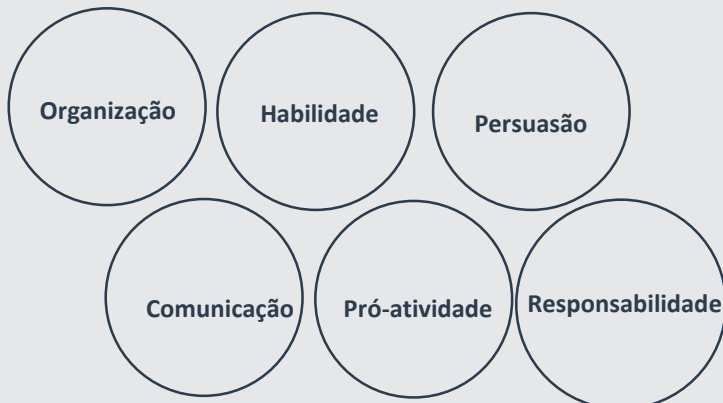 Organização
Habilidade
Persuasão
Comunicação
Pró-atividade
Responsabilidade